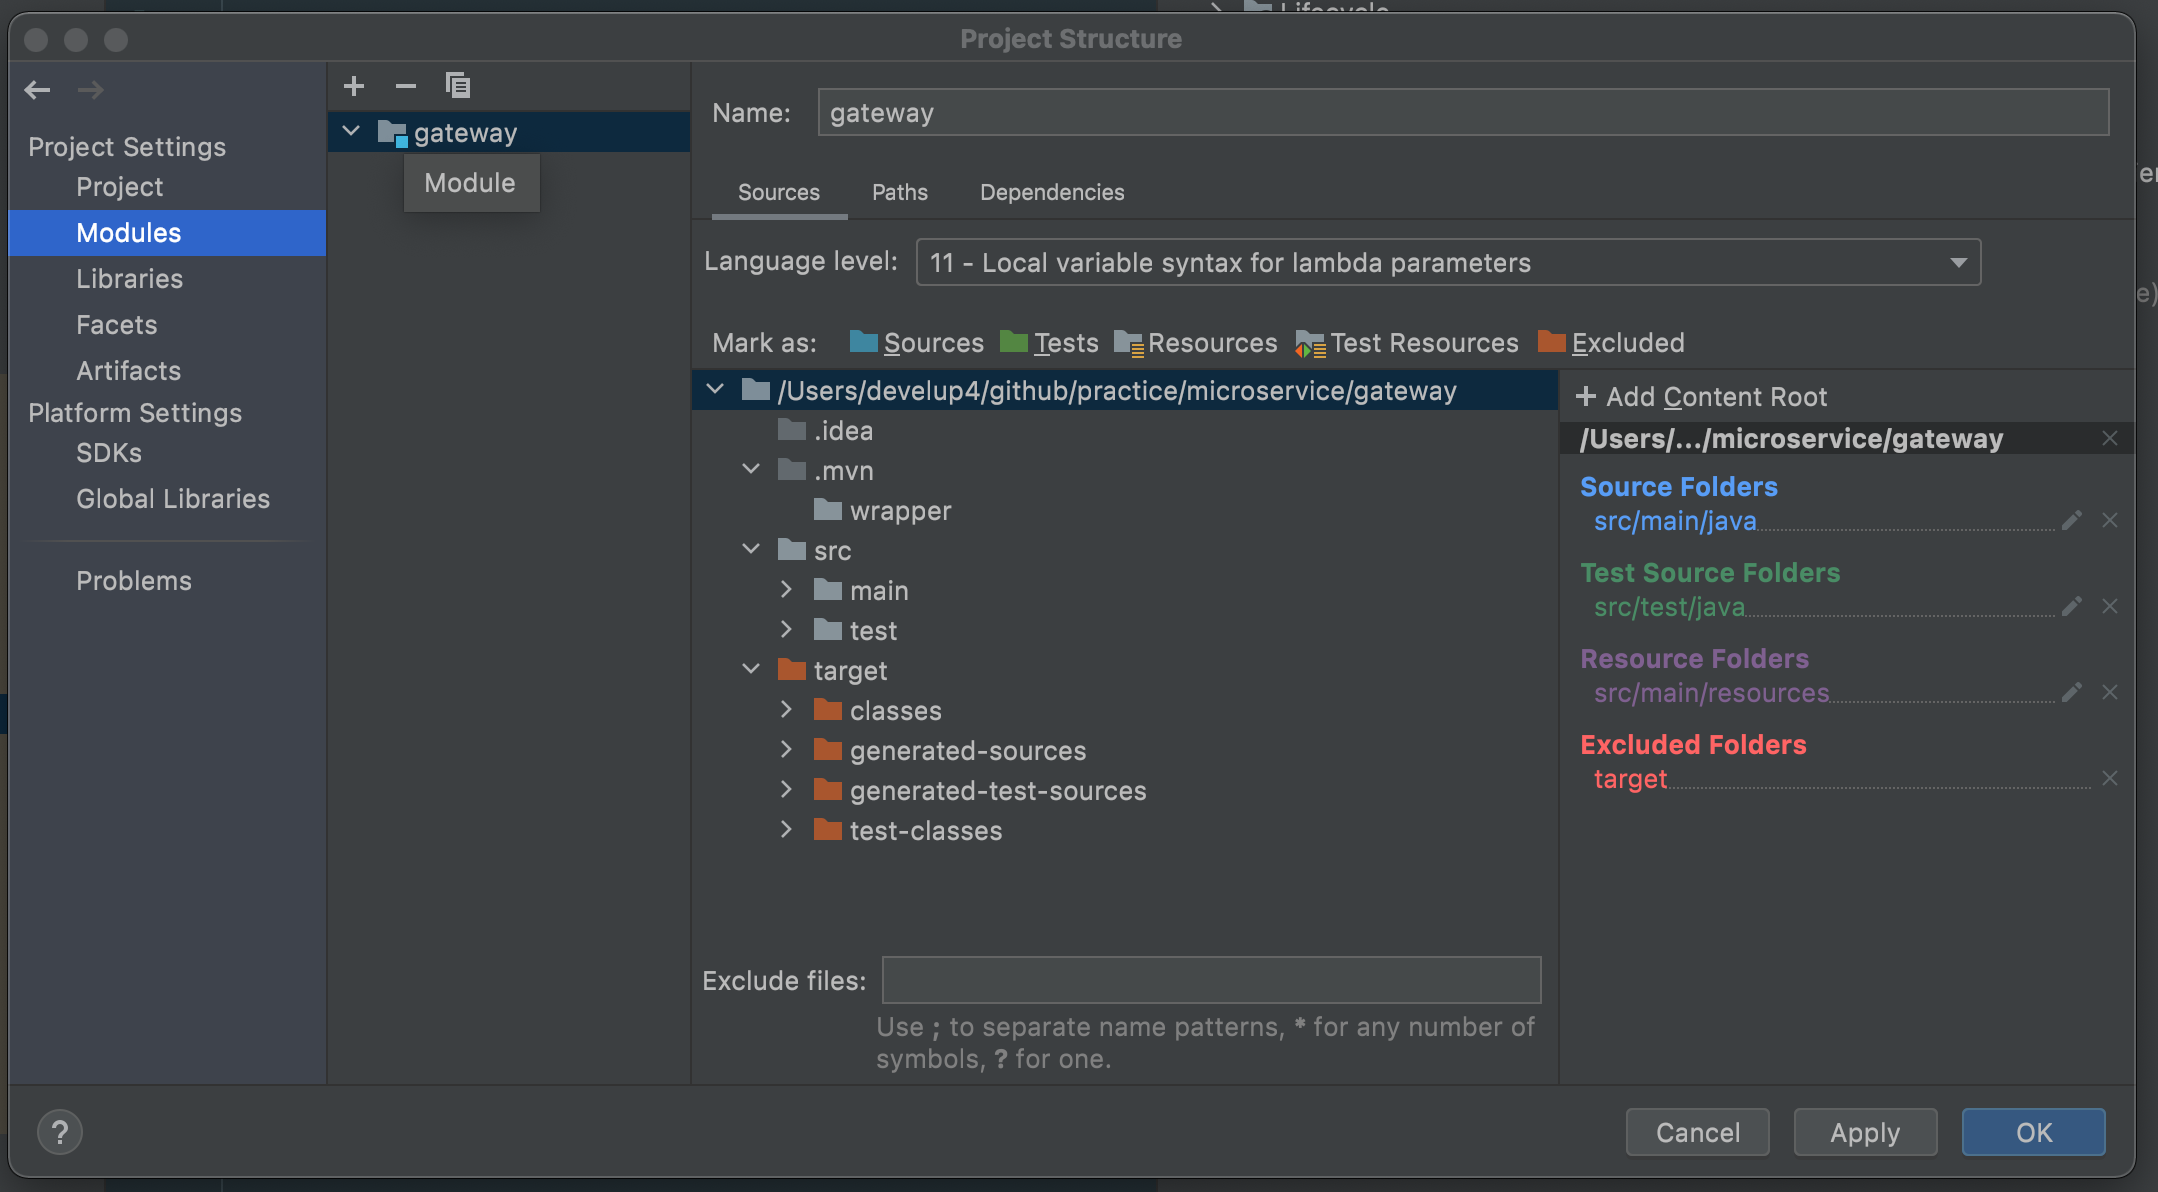 Lifecycle
Project Structure
Project Settings
Project
Modules
Libraries
Facets
Artifacts
Platform Settings
SDKs
Global Libraries
Problems
gateway
Module
Name: gateway
Sources Paths Dependencies
Language level: 11 - Local variable syntax for lambda parameters
Mark as: Sources Tests Resources Test Resources Excluded
/Users/develup4/github/practice/microservice/gateway
.idea
.mvn
wrapper
src
main
test
target
classes
generated-sources
generated-test-sources
test-classes
Exclude files:
Use ; to separate name patterns, * for any number of
symbols, ? for one.
+ Add Content Root
/Users/.../microservice/gateway
Source Folders
src/main/java
Test Source Folders
src/test/java
Resource Folders
src/main/resources
Excluded Folders
target
e)
?
Cancel Apply OK